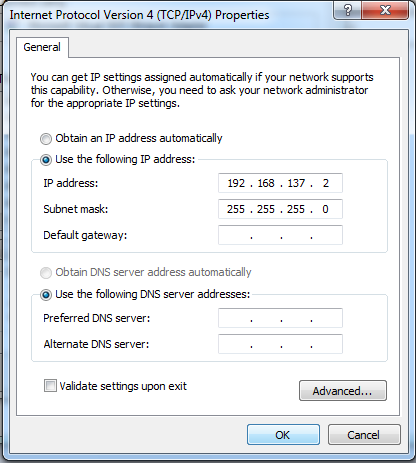 Internet Protocol Version 4 (TCP/IPv4) Properties
General
You can get IP settings assigned automatically if your network supports
this capability. Otherwise, you need to ask your network administrator
for the appropriate IP settings.
Obtain an IP address automatically
Use the following IP address:
IP address: 192 . 168 . 137 . 2
Subnet mask: 255 . 255 . 255 . 0
Default gateway: . . .
Obtain DNS server address automatically
Use the following DNS server addresses:
Preferred DNS server: . . .
Alternate DNS server: . . .
Validate settings upon exit
Advanced...
OK Cancel